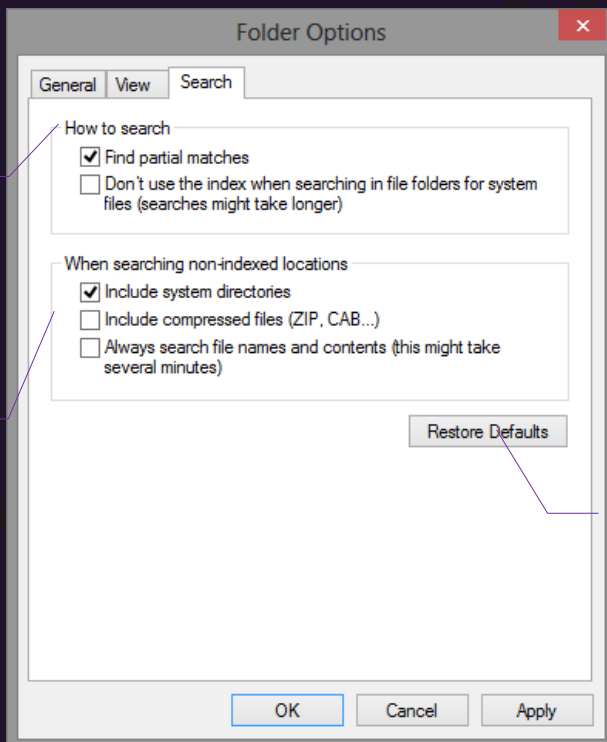 Folder Options
General View Search
How to search
Find partial matches
Don't use the index when searching in file folders for system
files (searches might take longer)
When searching non-indexed locations
Include system directories
Include compressed files (ZIP, CAB...)
Always search file names and contents (this might take
several minutes)
Restore Defaults
OK Cancel Apply